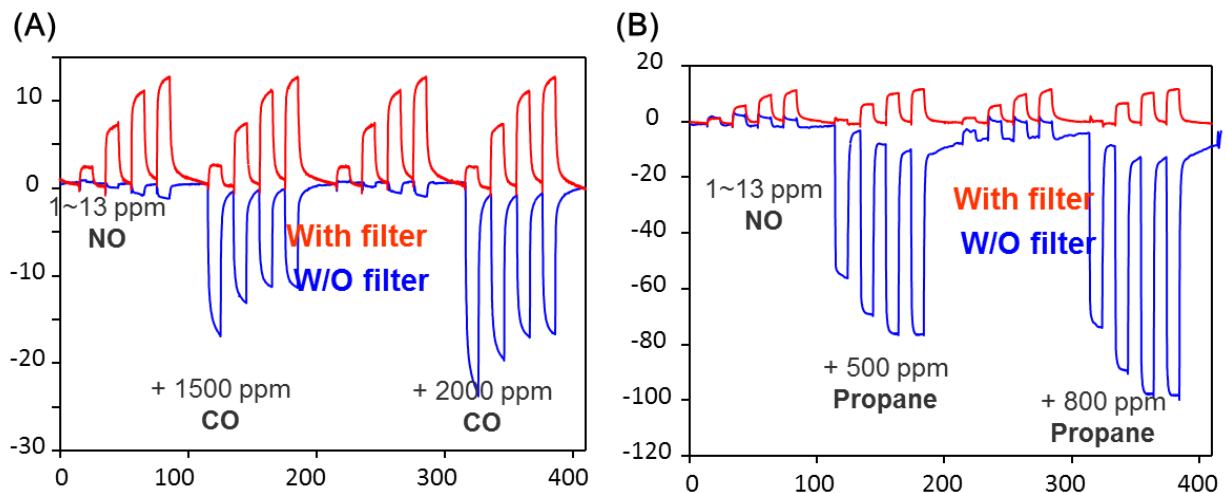 (A)
10
0
-10
-20
-30
0
100
200
300
400
1~13 ppm
NO
With filter
W/O filter
+ 1500 ppm
CO
+ 2000 ppm
CO
(B)
20
0
-20
-40
-60
-80
-100
-120
0
100
200
300
400
1~13 ppm
NO
With filter
W/O filter
+ 500 ppm
Propane
+ 800 ppm
Propane